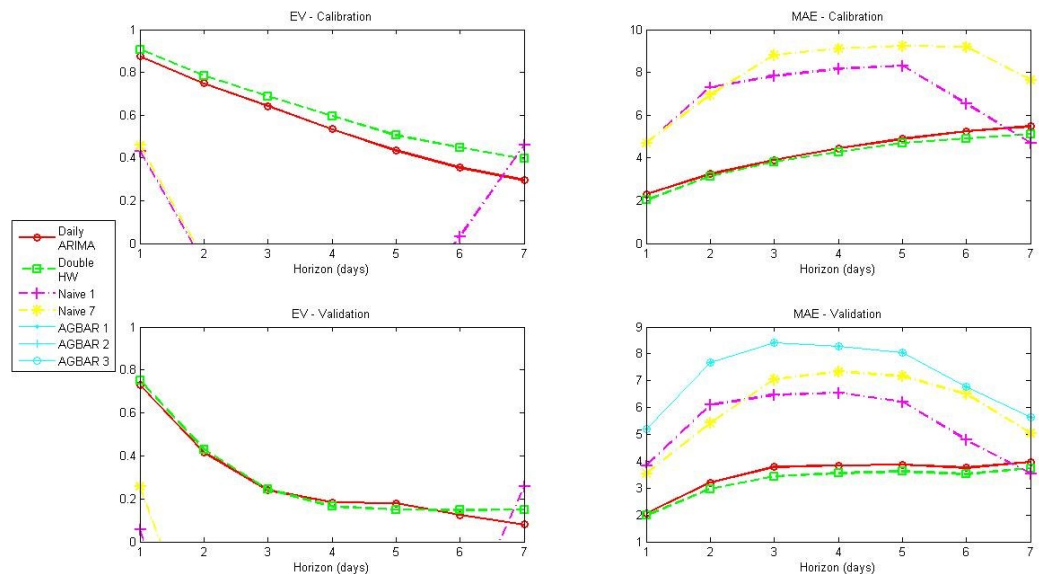 EV - Calibration
1
0.8
0.6
0.4
0.2
0
1 2 3 4 5 6 7
Horizon (days)
MAE - Calibration
10
8
6
4
2
0
1 2 3 4 5 6 7
Horizon (days)
Daily
ARIMA
Double
HW
Naive 1
Naive 7
AGBAR 1
AGBAR 2
AGBAR 3
EV - Validation
1
0.8
0.6
0.4
0.2
0
1 2 3 4 5 6 7
Horizon (days)
MAE - Validation
9
8
7
6
5
4
3
2
1
1 2 3 4 5 6 7
Horizon (days)